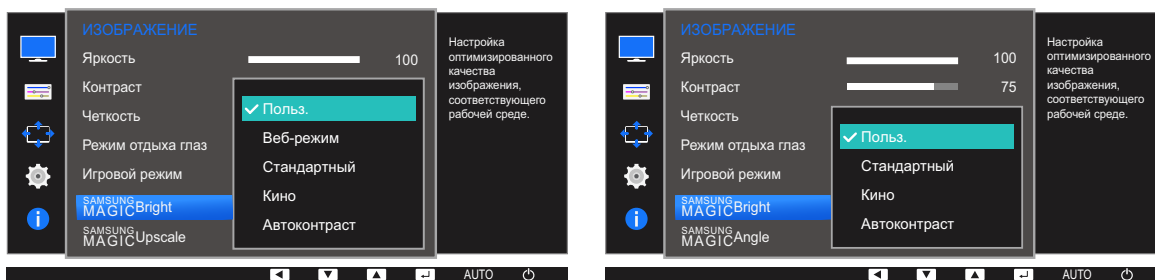 ИЗОБРАЖЕНИЕ
Яркость 100
Контраст
Четкость
Режим отдыха глаз
Игровой режим
SAMSUNG MAGIC Bright
SAMSUNG MAGIC Upscale
Польз.
Веб-режим
Стандартный
Кино
Автоконтраст
Настройка
оптимизированного
качества
изображения,
соответствующего
рабочей среде.
AUTO
ИЗОБРАЖЕНИЕ
Яркость 100
Контраст 75
Четкость
Режим отдыха глаз
Игровой режим
SAMSUNG MAGIC Bright
SAMSUNG MAGIC Angle
Польз.
Стандартный
Кино
Автоконтраст
Настройка
оптимизированного
качества
изображения,
соответствующего
рабочей среде.
AUTO